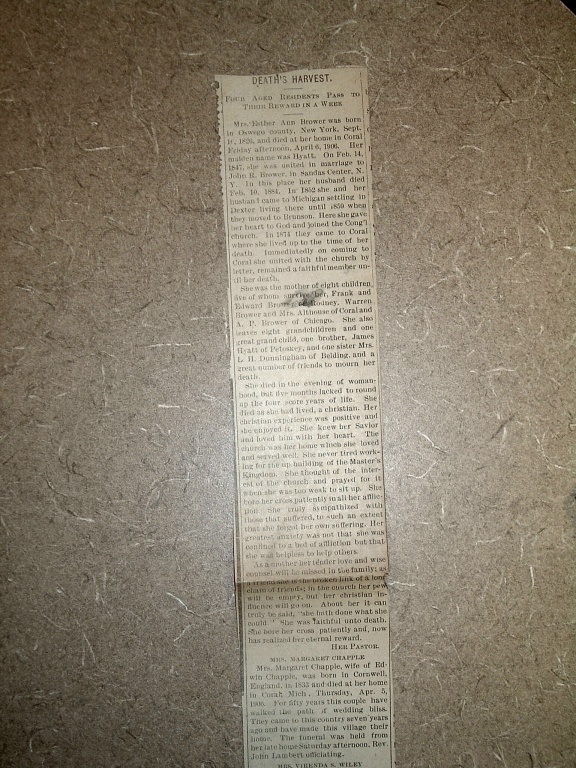 DEATH'S HARVEST.
FOUR AGED RESIDENTS PASS TO
THEIR REWARD IN A WEEK
Mrs. Esther Ann Brower was born
in Oswego county, New York, Sept.
1826, and died at her home in Coral
Friday afternoon, April 6, 1906. Her
maiden name was Hyatt. On Feb. 14,
1847, she was united in marriage to
John R. Brower, in Sandas Center, N.
Y. In this place her husband died
Feb. 10, 1884. In 1852 she and her
husband came to Michigan settling in
Dexter living there until 1859 when
they moved to Bronson. Here she gave
her heart to God and joined the Cong'l
church. In 1874 they came to Coral
where she lived up to the time of her
death. Immediatedly on coming to
Coral she united with the church by
letter, remained a faithful member un-
til her death.
She was the mother of eight children,
five of whom survive her, Frank and
Edward Brower of Rodney, Warren
Brower and Mrs. Althouse of Coral and
A. P. Brower of Chicago. She also
leaves eight grandchildren and one
great grand child, one brother, James
Hyatt of Petoskey, and one sister Mrs.
L. H. Dunningham of Belding, and a
great number of friends to mourn her
death.
She died in the evening of woman-
hood, but five months lacked to round
up the four score years of life. She
died as she had lived, a christian. Her
christian experience was positive and
she enjoyed it. She knew her Savior
and loved him with her heart. The
church was her home which she loved
and served well. She never tired work-
ing for the up building of the Master's
Kingdom. She thought of the inter-
est of the church and prayed for it
when she was too weak to sit up. She
bore her cross patiently in all her afflic-
tion She truly sympathized with
those that suffered, to such an extent
that she forgot her own suffering. Her
greatest anxiety was not that she was
confined to a bed of affliction but that
she was helpless to help others.
As a mother her tender love and wise
counsel will be missed in the family; as
a friend she is the broken link of a long
chain of friends; in the church her pew
will be empty, but her christian in-
fluence will go on. About her it can
truly be said, "she hath done what she
could" She was faithful unto death.
She bore her cross patiently and, now
has realized her eternal reward.
HER PASTOR.
MRS. MARGARET CHAPPLE
Mrs. Margaret Chapple, wife of Ed-
win Chapple, was born in Cornwell,
England, in 1833 and died at her home
in Coral, Mich, Thursday, Apr. 5,
1906. For fifty years this couple have
walked the path of wedding bliss.
They came to this country seven years
ago and have made this village their
home. The funeral was held from
her late home Saturday afternoon, Rev.
John Lambert officiating.
MRS. VIRENDA S. WILEY